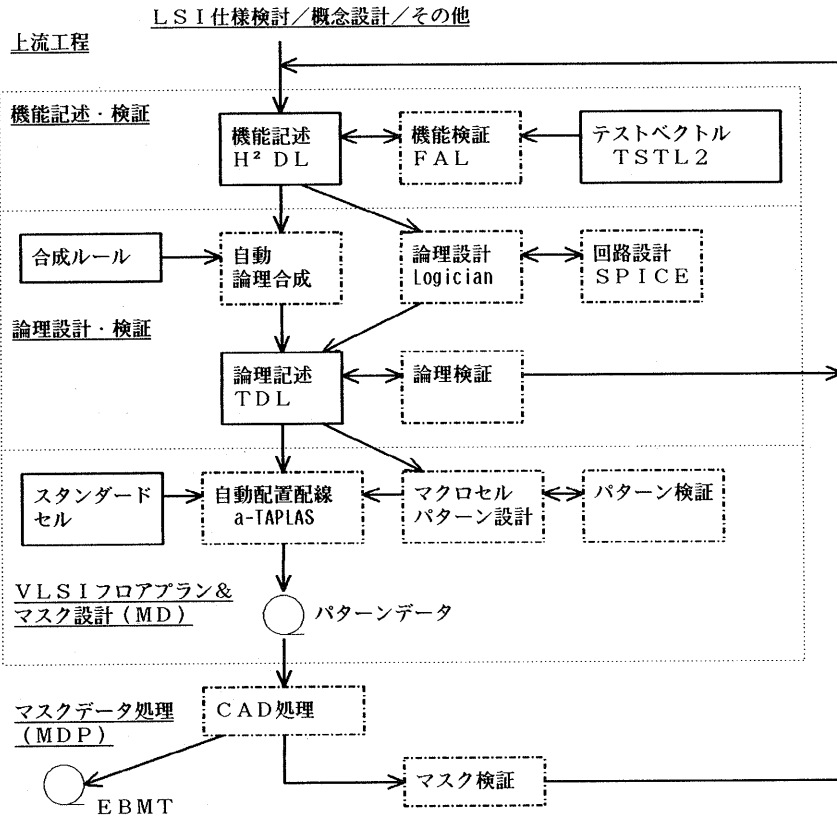 LSI仕様検討/概念設計/その他
上流工程
機能記述・検証
機能記述
H² DL
機能検証
FAL
テストベクトル
TSTL2
合成ルール
自動
論理合成
論理設計
Logician
回路設計
SPICE
論理設計・検証
論理記述
TDL
論理検証
スタンダード
セル
自動配置配線
a-TAPLAS
マクロセル
パターン設計
パターン検証
VLSIフロアプラン&
マスク設計(MD)
パターンデータ
マスクデータ処理
(MDP)
CAD処理
マスク検証
EBMT